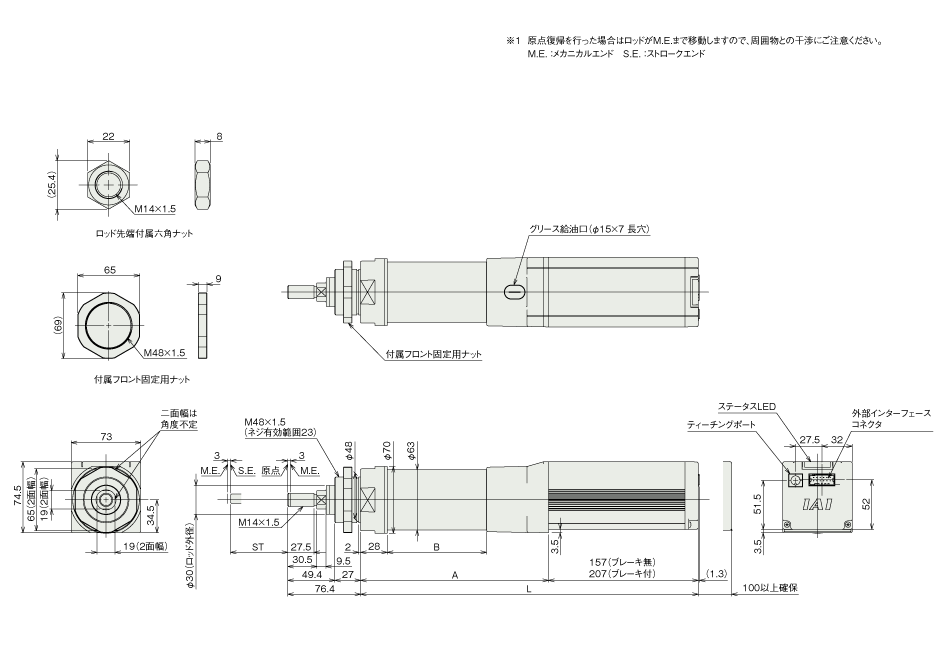 ※1 原点復帰を行った場合はロッドがM.E.まで移動しますので、周囲物との干渉にご注意ください。
M.E.：メカニカルエンド　S.E.：ストロークエンド
22
8
(25.4)
M14×1.5
ロッド先端付属六角ナット
グリース給油口(φ15×7 長穴)
65
9
(69)
M48×1.5
付属フロント固定用ナット
付属フロント固定用ナット
二面幅は
角度不定
73
74.5
65(2面幅)
19(2面幅)
34.5
19(2面幅)
M48×1.5
(ネジ有効範囲23)
φ48
φ70
φ63
3
3
M.E.
S.E.
原点
M.E.
M14×1.5
φ30(ロッド外径)
ST
27.5
2
28
B
3.5
30.5
9.5
49.4
27
A
157(ブレーキ無)
207(ブレーキ付)
(1.3)
76.4
L
100以上確保
ステータスLED
ティーチングポート
外部インターフェース
コネクタ
27.5
32
51.5
52
3.5
IAI